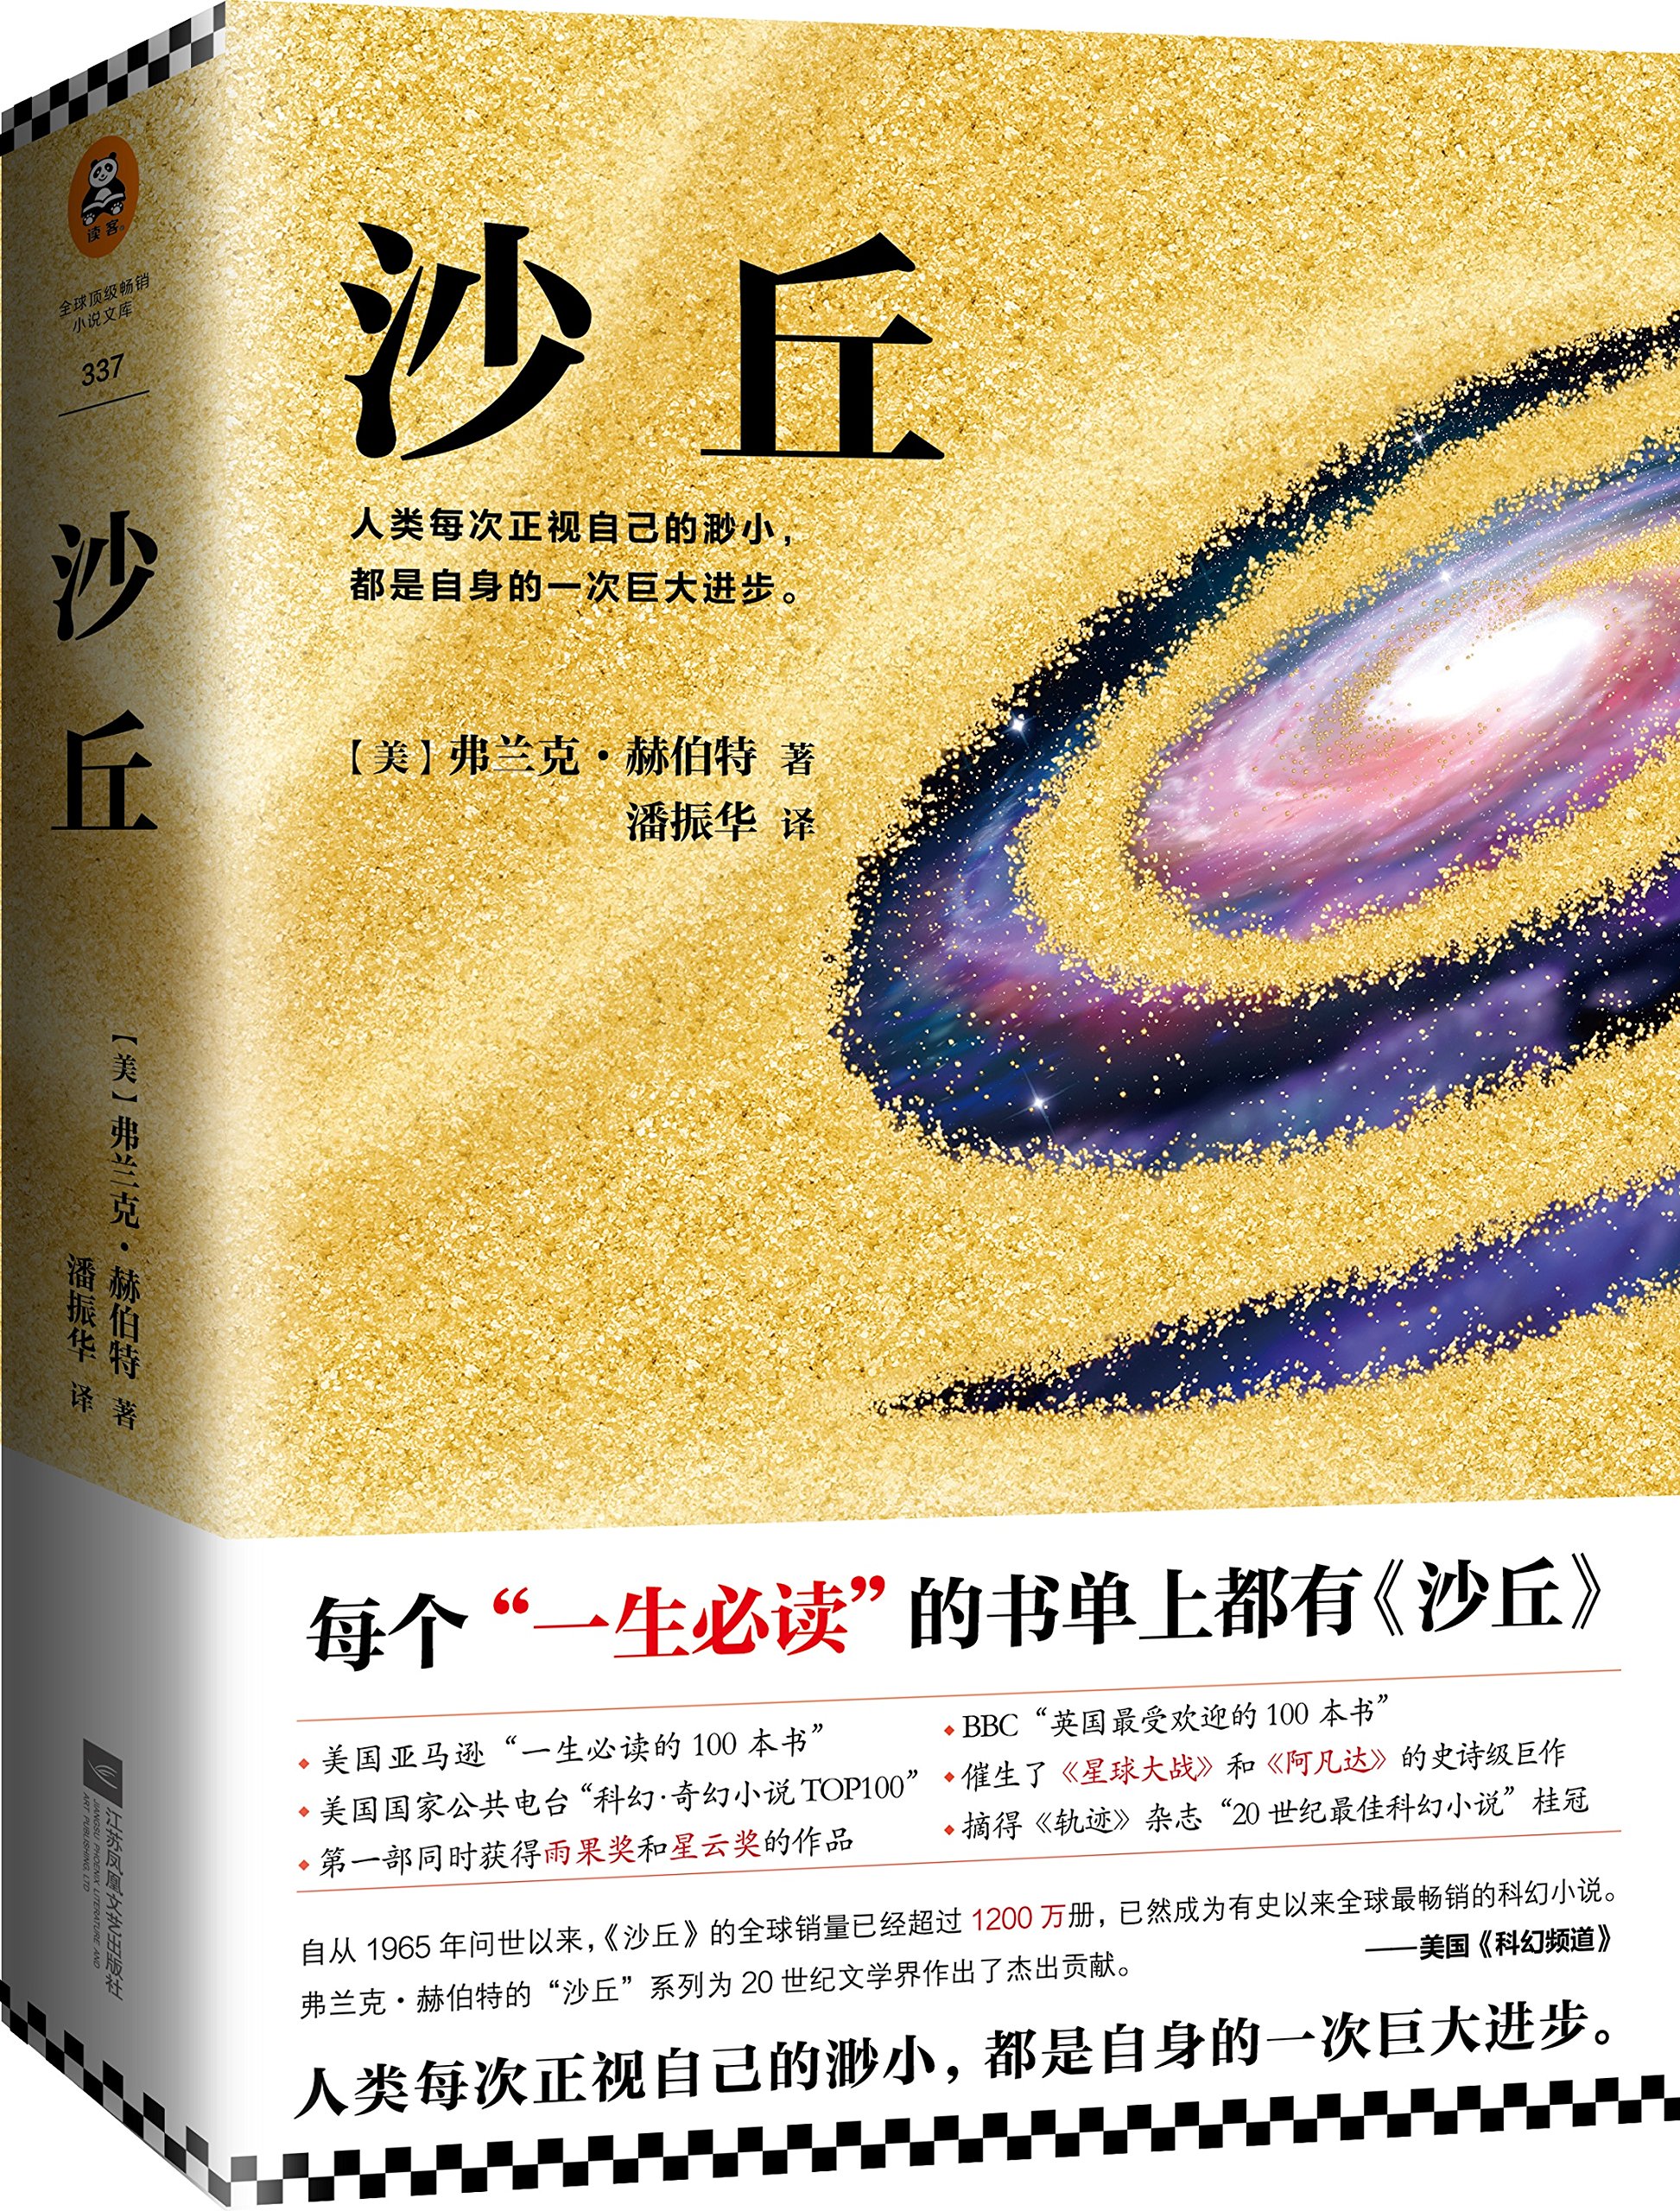 读客
全球顶级畅销
小说文库
337
沙丘
【美】弗兰克·赫伯特 著
潘振华 译
江苏凤凰文艺出版社
JIANGSU PHOENIX LITERATURE AND
ART PUBLISHING, LTD
沙丘
人类每次正视自己的渺小，
都是自身的一次巨大进步。
【美】弗兰克·赫伯特 著
潘振华 译
每个“一生必读”的书单上都有《沙丘》
美国亚马逊“一生必读的100本书”
美国国家公共电台“科幻·奇幻小说TOP100”
第一部同时获得雨果奖和星云奖的作品
BBC“英国最受欢迎的100本书”
催生了《星球大战》和《阿凡达》的史诗级巨作
摘得《轨迹》杂志“20世纪最佳科幻小说”桂冠
自从1965年问世以来，《沙丘》的全球销量已经超过1200万册，已然成为有史以来全球最畅销的科幻小说。
弗兰克·赫伯特的“沙丘”系列为20世纪文学界作出了杰出贡献。
——美国《科幻频道》
人类每次正视自己的渺小，都是自身的一次巨大进步。